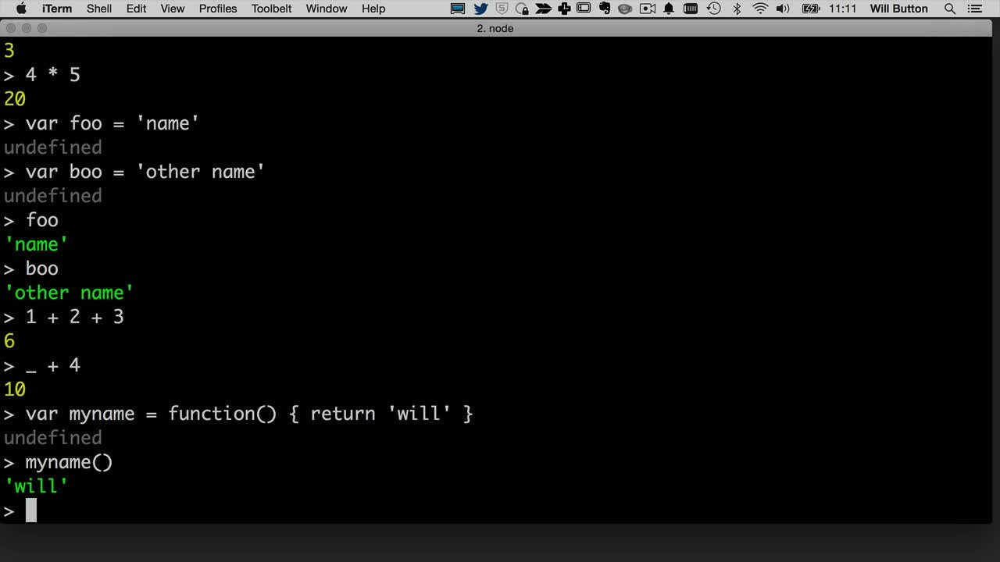 iTerm Shell Edit View Profiles Toolbelt Window Help 11:11 Will Button
2. node
3
> 4 * 5
20
> var foo = 'name'
undefined
> var boo = 'other name'
undefined
> foo
'name'
> boo
'other name'
> 1 + 2 + 3
6
> _ + 4
10
> var myname = function() { return 'will' }
undefined
> myname()
'will'
>